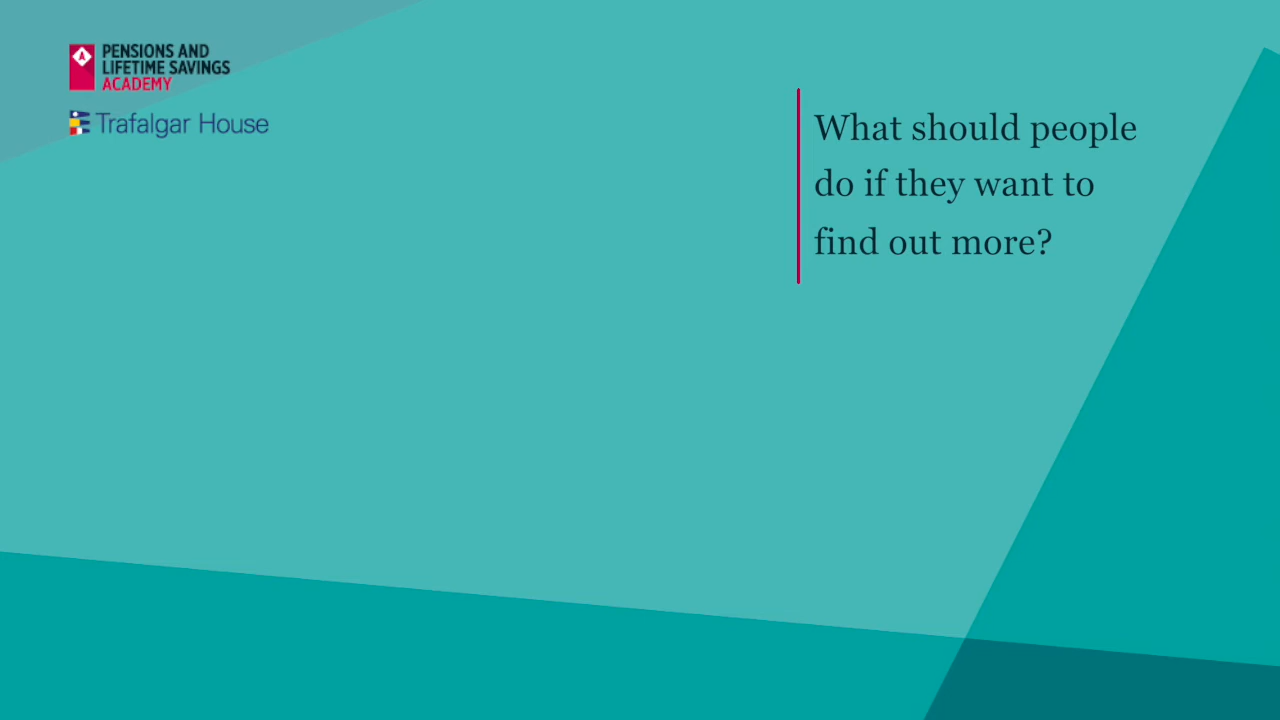 PENSIONS AND
LIFETIME SAVINGS
ACADEMY
Trafalgar House
What should people
do if they want to
find out more?